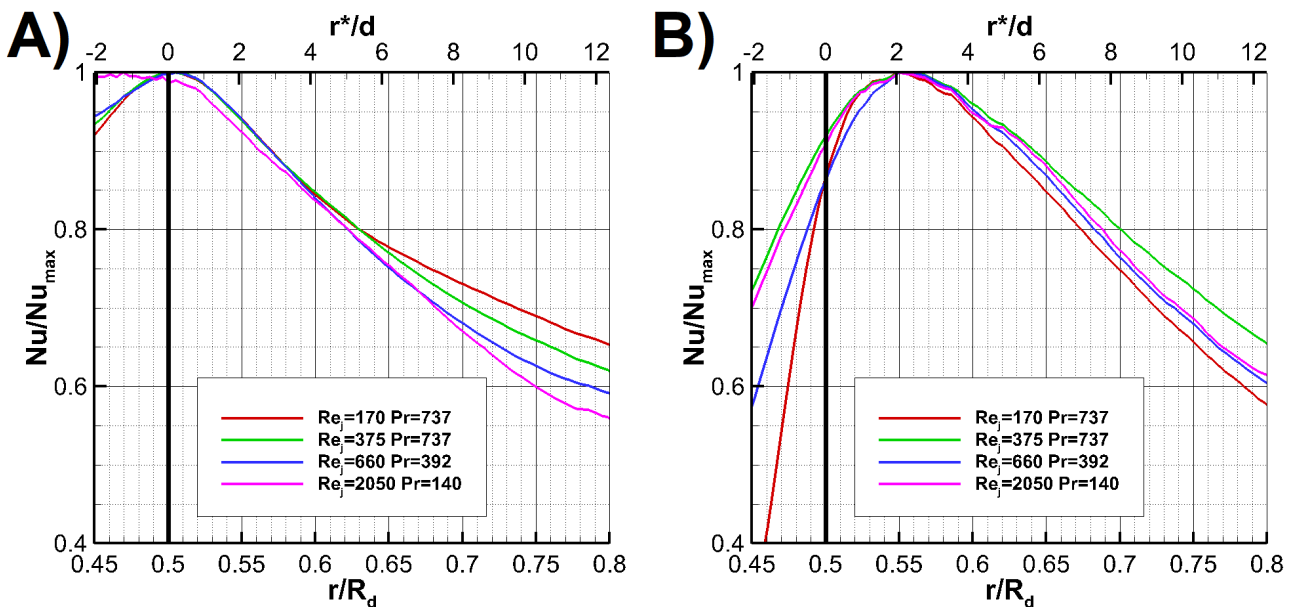 A)
r*/d
-2 0 2 4 6 8 10 12
1
0.8
0.6
0.4
Nu/Nu_max
0.45 0.5 0.55 0.6 0.65 0.7 0.75 0.8
r/R_d
Re_j=170 Pr=737
Re_j=375 Pr=737
Re_j=660 Pr=392
Re_j=2050 Pr=140
B)
r*/d
-2 0 2 4 6 8 10 12
1
0.8
0.6
0.4
Nu/Nu_max
0.45 0.5 0.55 0.6 0.65 0.7 0.75 0.8
r/R_d
Re_j=170 Pr=737
Re_j=375 Pr=737
Re_j=660 Pr=392
Re_j=2050 Pr=140